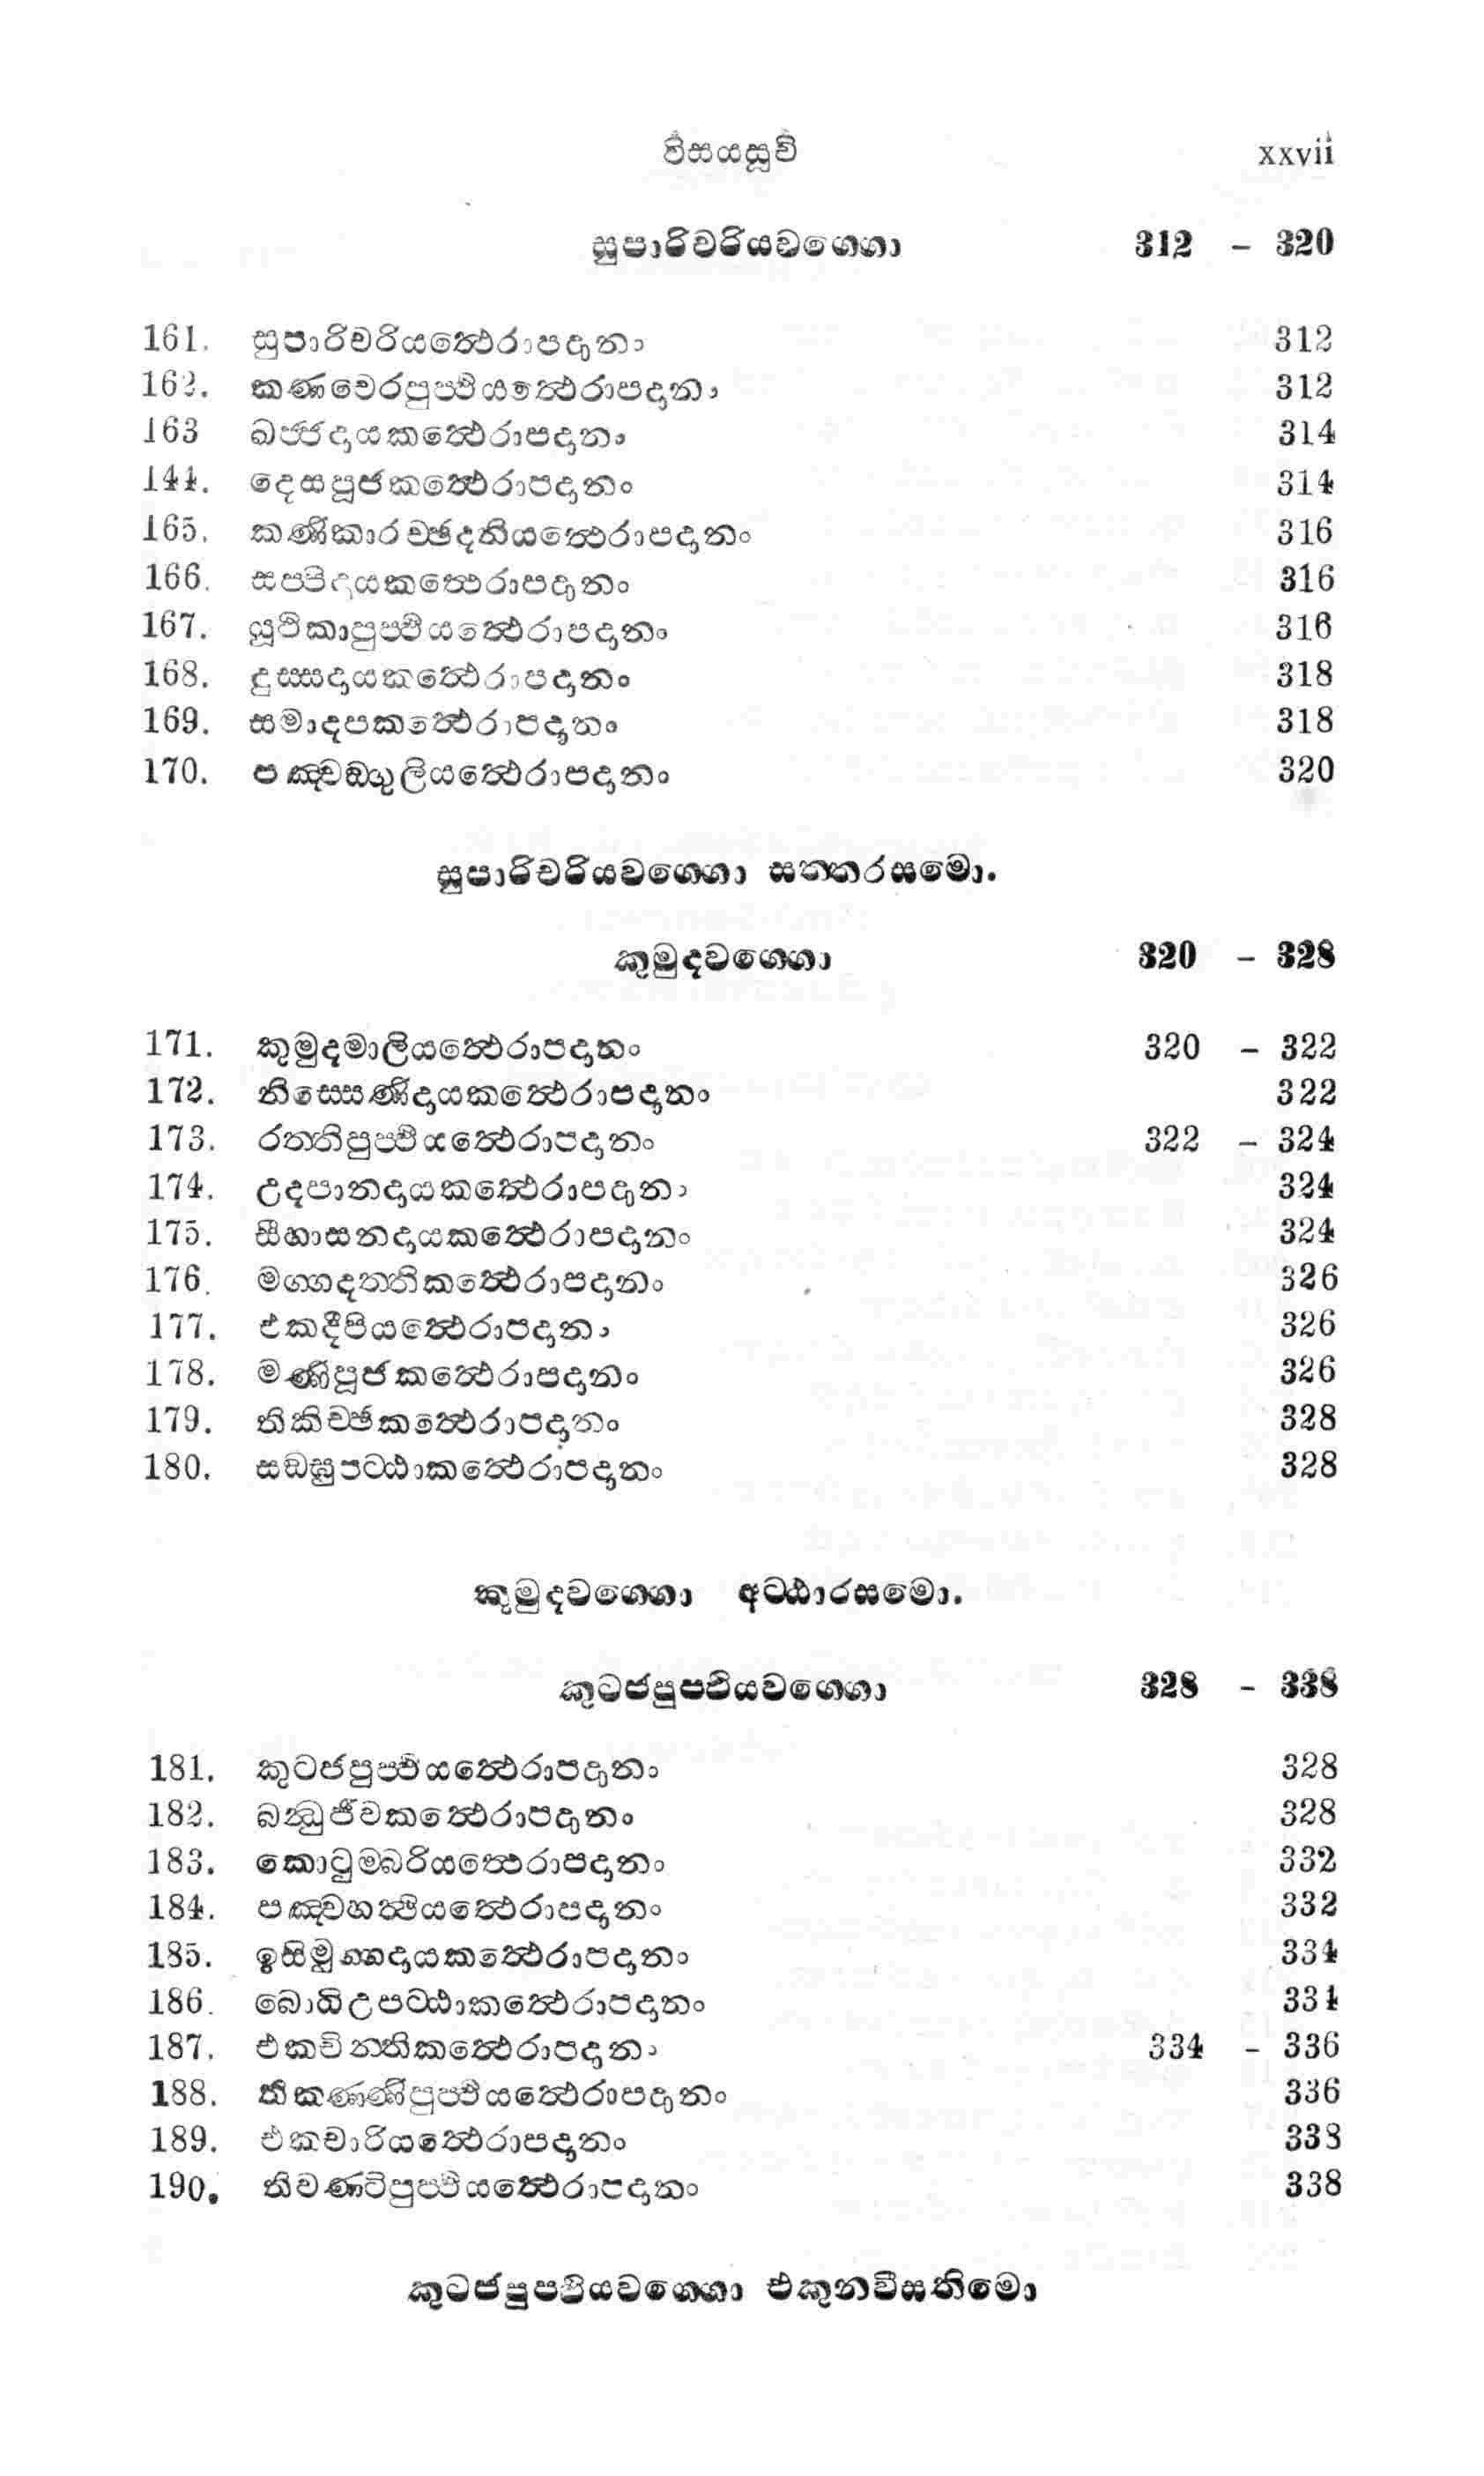 විසයසූචි xxvii
සුපාරිචරියවග්ගො 312 - 320
161. සුපාරිචරියත්‍ථෙරාපදානං 312
162. කණවෙරපුප්ඵියත්‍ථෙරාපදානං 312
163 ඛජ්ජදායකත්‍ථෙරාපදානං 314
144. දෙසපූජකත්‍ථෙරාපදානං 314
165. කණිකාරච්ඡදනියත්‍ථෙරාපදානං 316
166. සප්පිදායකත්‍ථෙරාපදානං 316
167. යූථිකාපුප්ඵියත්‍ථෙරාපදානං 316
168. දුස්සදායකත්‍ථෙරාපදානං 318
169. සමාදපකත්‍ථෙරාපදානං 318
170. පඤ්චඞ්ගුලියත්‍ථෙරාපදානං 320
සුපාරිචරියවග්ගො සත්තරසමො.
කුමුදවග්ගො 320 - 328
171. කුමුදමාලියත්‍ථෙරාපදානං 320 - 322
172. නිස්සෙණිදායකත්‍ථෙරාපදානං 322
173. රත්තිපුප්ඵියත්‍ථෙරාපදානං 322 - 324
174. උදපානදායකත්‍ථෙරාපදානං 324
175. සීහාසනදායකත්‍ථෙරාපදානං 324
176. මග්ගදත්තිකත්‍ථෙරාපදානං 326
177. එකදීපියත්‍ථෙරාපදානං 326
178. මණිපූජකත්‍ථෙරාපදානං 326
179. තිකිච්ඡකත්‍ථෙරාපදානං 328
180. සඞ්ඝුපට්ඨාකත්‍ථෙරාපදානං 328
කුමුදවග්ගො අට්ඨාරසමො.
කුටජපුප්ඵියවග්ගො 328 - 338
181. කුටජපුප්ඵියත්‍ථෙරාපදානං 328
182. බන්‍ධුජීවකත්‍ථෙරාපදානං 328
183. කොටුම්බරියත්‍ථෙරාපදානං 332
184. පඤ්චහත්‍ථියත්‍ථෙරාපදානං 332
185. ඉසිමුග්ගදායකත්‍ථෙරාපදානං 334
186. බොධිඋපට්ඨාකත්‍ථෙරාපදානං 334
187. එකචින්තිකත්‍ථෙරාපදානං 334 - 336
188. තිකණ්ණිපුප්ඵියත්‍ථෙරාපදානං 336
189. එකචාරියත්‍ථෙරාපදානං 338
190. තිවණ්ටිපුප්ඵියත්‍ථෙරාපදානං 338
කුටජපුප්ඵියවග්ගො එකුනවීසතිමො